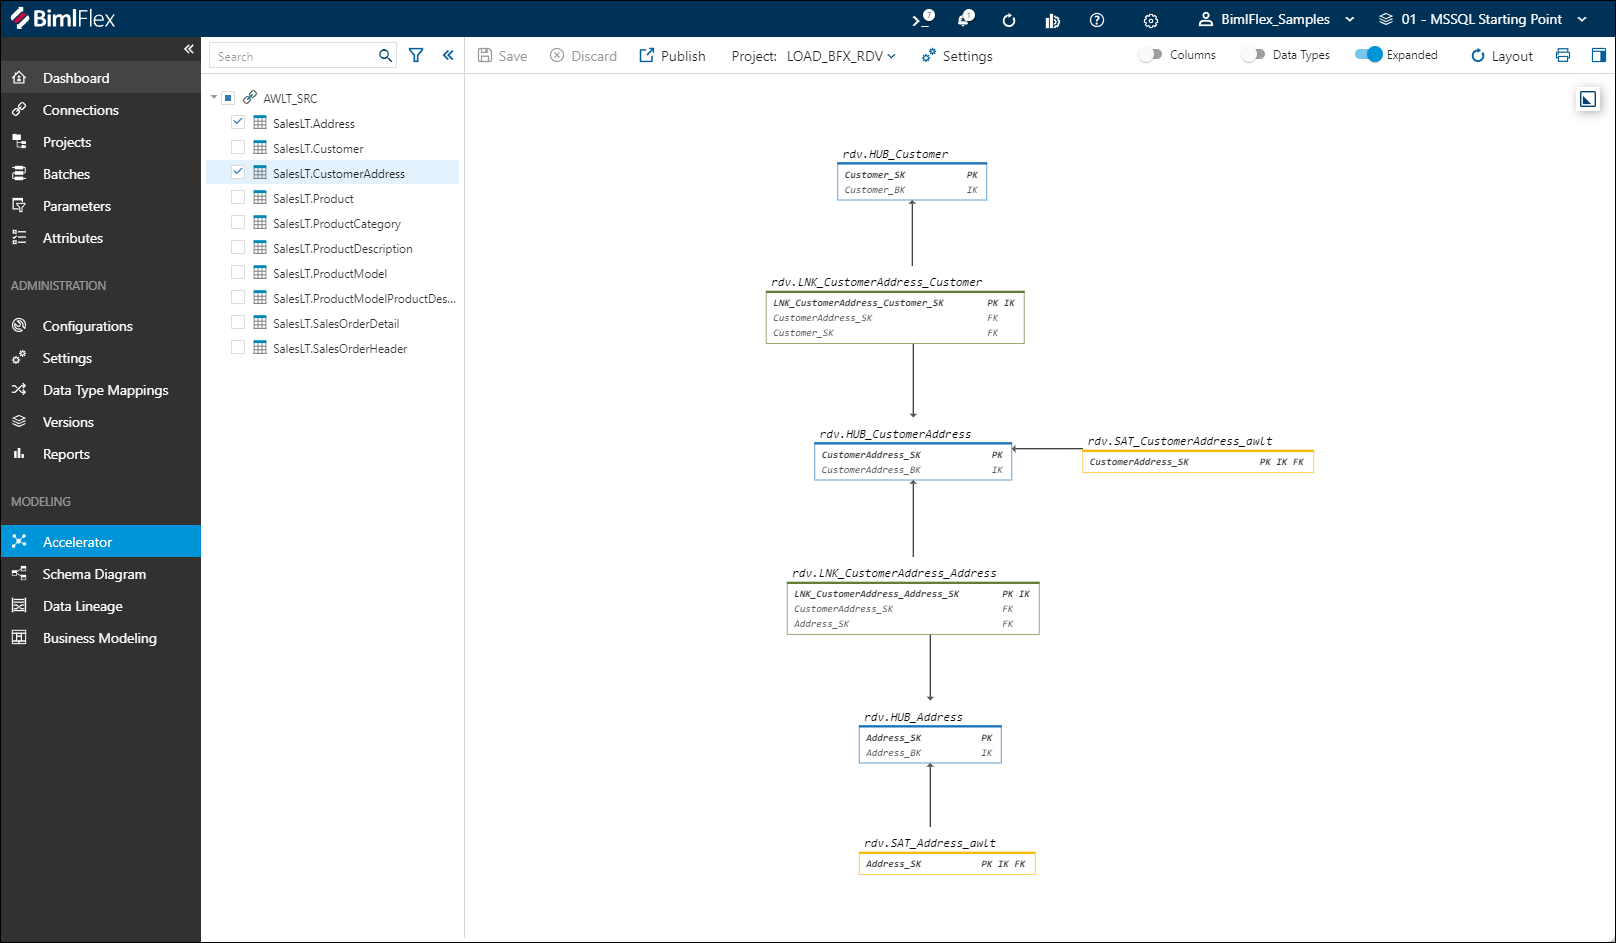 BimlFlex
7
1
BimlFlex_Samples
01 - MSSQL Starting Point
Dashboard
Connections
Projects
Batches
Parameters
Attributes
ADMINISTRATION
Configurations
Settings
Data Type Mappings
Versions
Reports
MODELING
Accelerator
Schema Diagram
Data Lineage
Business Modeling
Search
AWLT_SRC
SalesLT.Address
SalesLT.Customer
SalesLT.CustomerAddress
SalesLT.Product
SalesLT.ProductCategory
SalesLT.ProductDescription
SalesLT.ProductModel
SalesLT.ProductModelProductDes...
SalesLT.SalesOrderDetail
SalesLT.SalesOrderHeader
Save Discard Publish Project: LOAD_BFX_RDV Settings Columns Data Types Expanded Layout
rdv.HUB_Customer
Customer_SK PK
Customer_BK IK
rdv.LNK_CustomerAddress_Customer
LNK_CustomerAddress_Customer_SK PK IK
CustomerAddress_SK FK
Customer_SK FK
rdv.HUB_CustomerAddress
CustomerAddress_SK PK
CustomerAddress_BK IK
rdv.SAT_CustomerAddress_awlt
CustomerAddress_SK PK IK FK
rdv.LNK_CustomerAddress_Address
LNK_CustomerAddress_Address_SK PK IK
CustomerAddress_SK FK
Address_SK FK
rdv.HUB_Address
Address_SK PK
Address_BK IK
rdv.SAT_Address_awlt
Address_SK PK IK FK